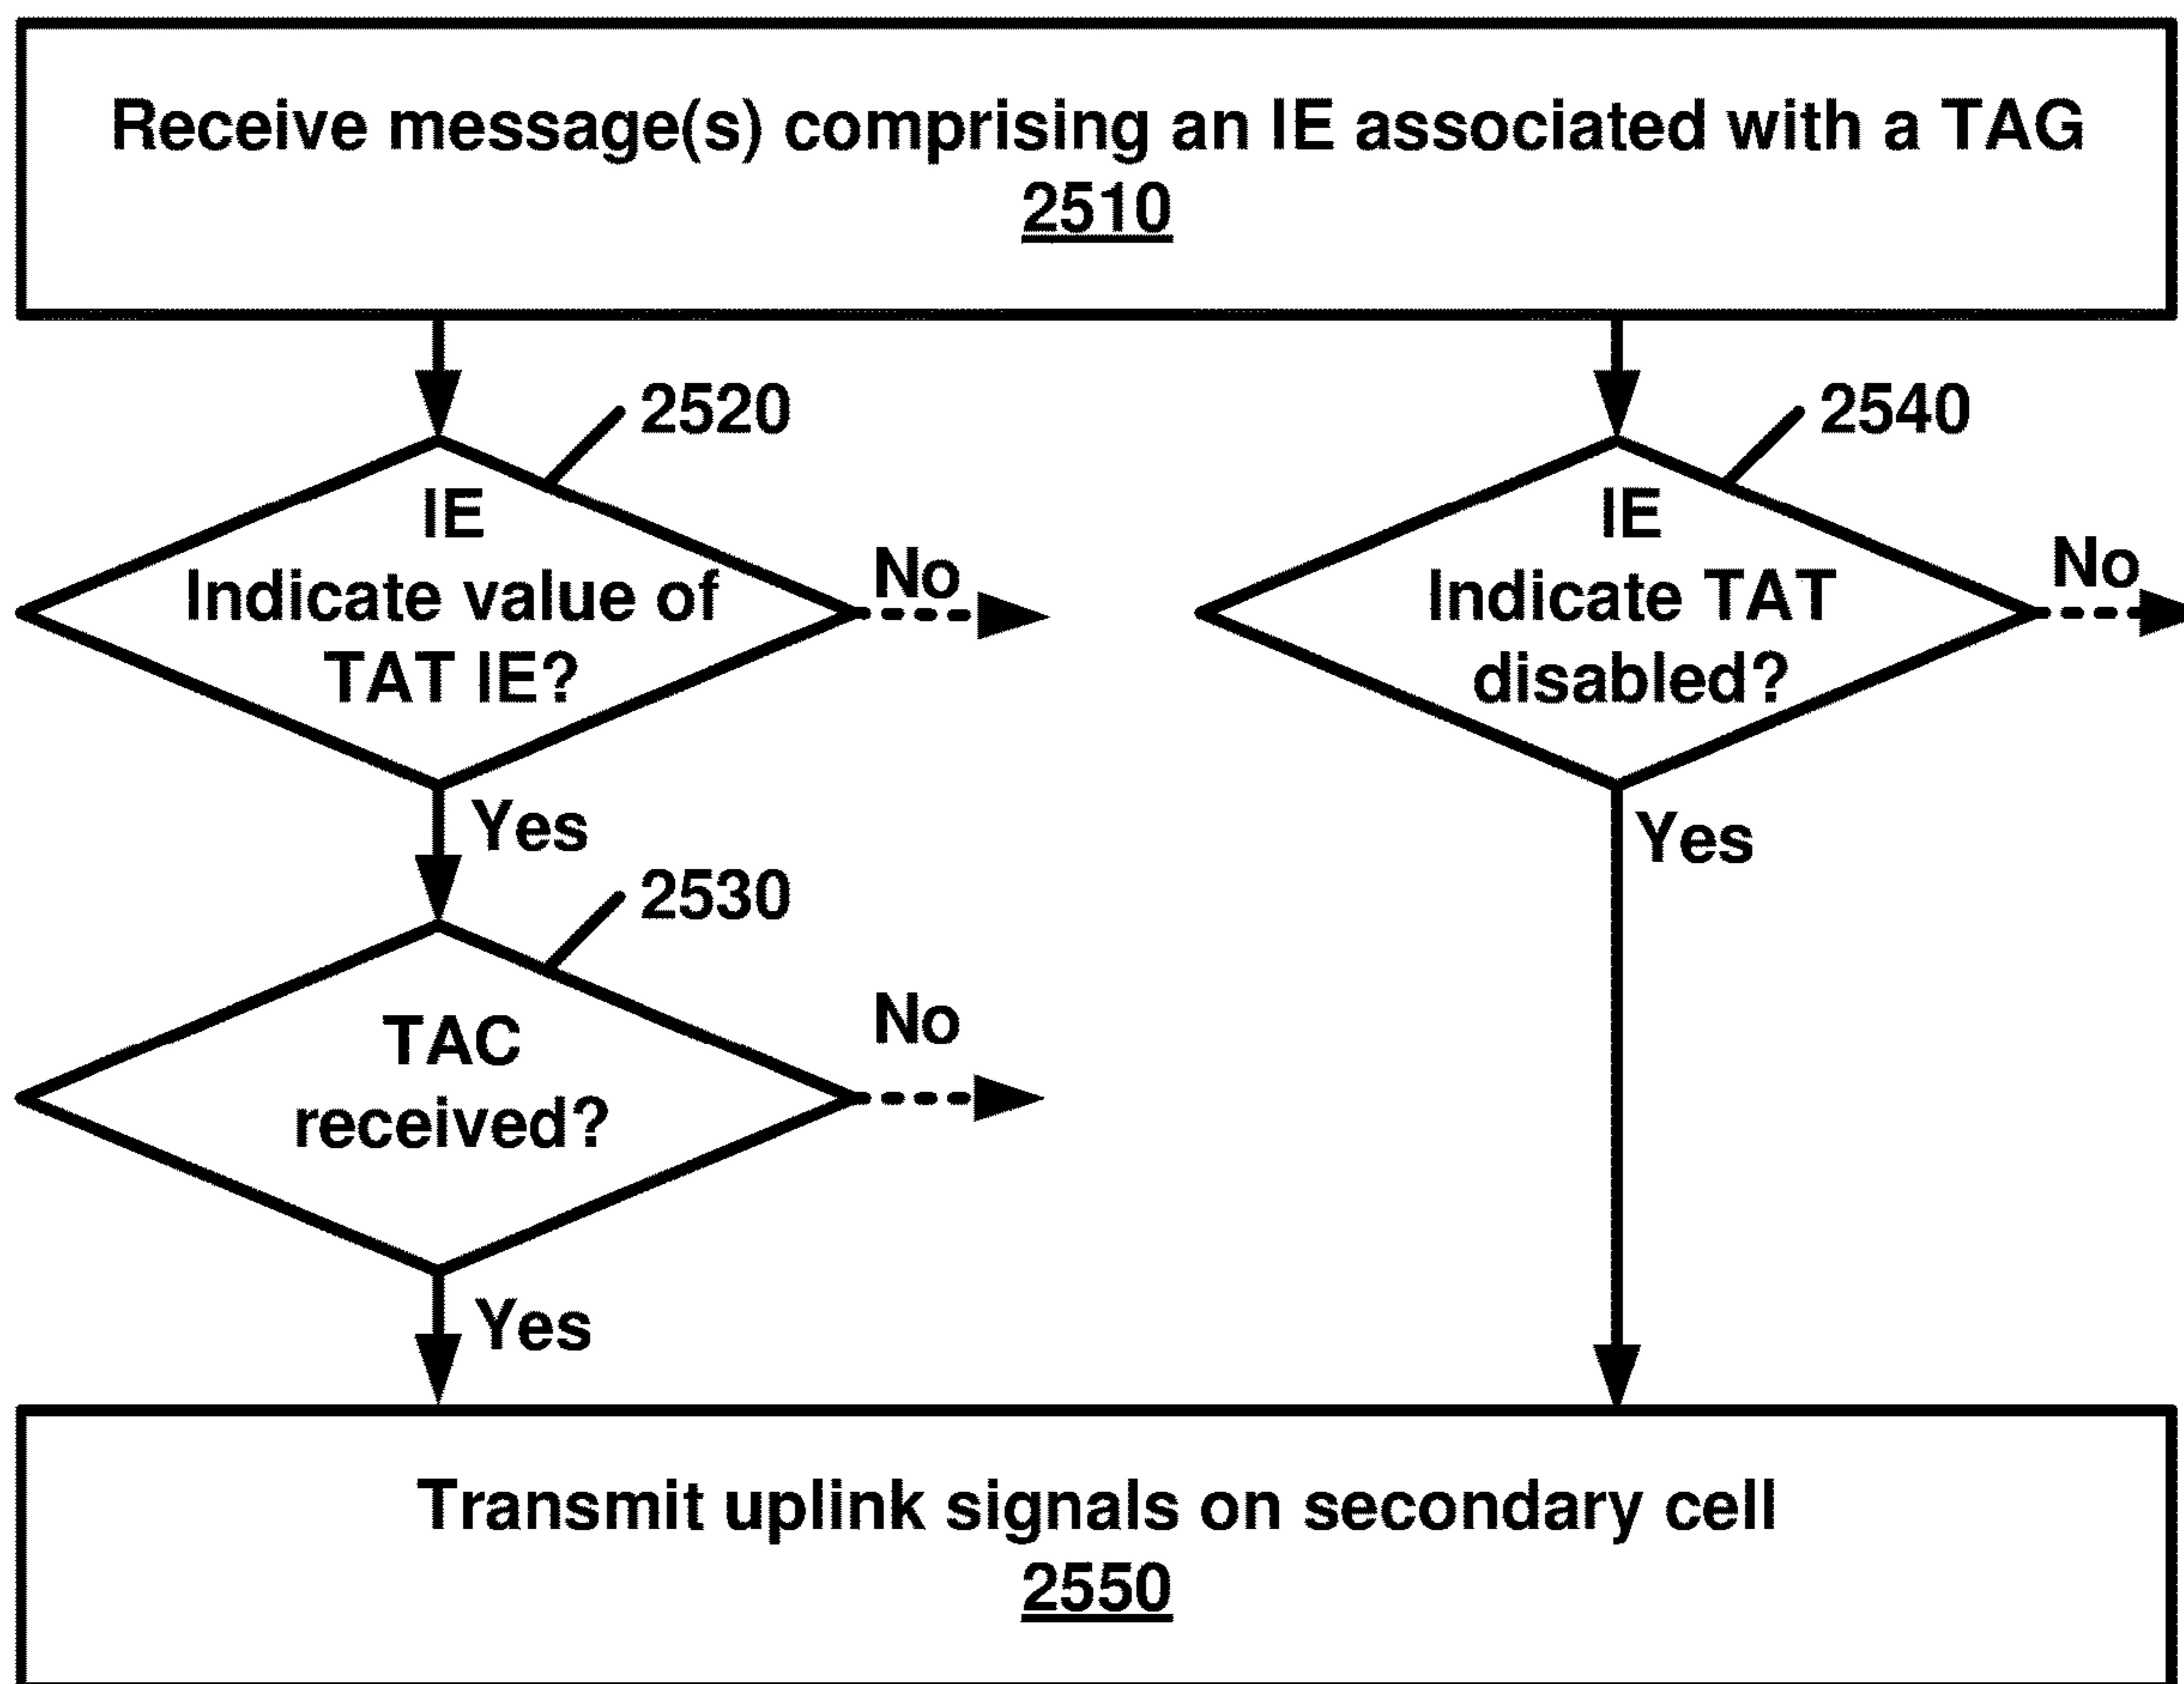 Receive message(s) comprising an IE associated with a TAG
2510
2520
IE
Indicate value of
TAT IE?
No
Yes
2540
IE
Indicate TAT
disabled?
No
Yes
2530
TAC
received?
No
Yes
Transmit uplink signals on secondary cell
2550